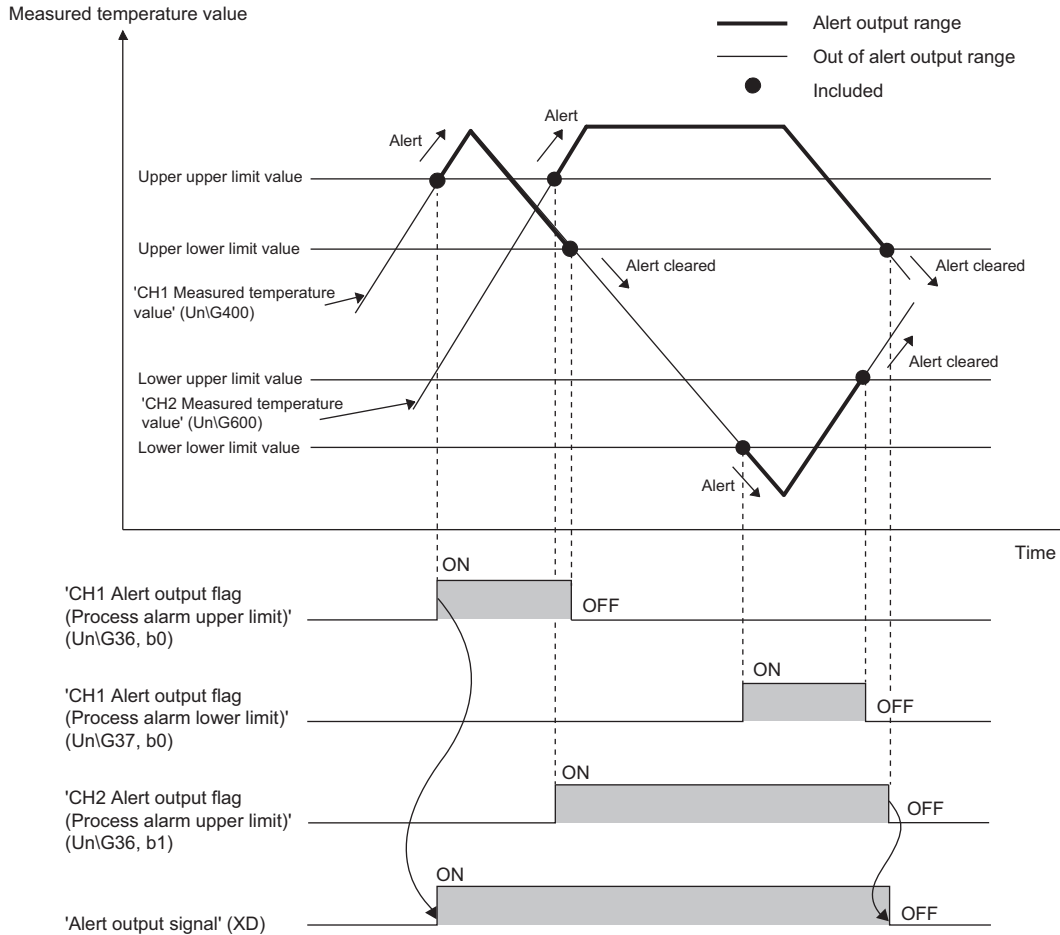 Measured temperature value
Alert output range
Out of alert output range
Included
Alert
Alert
Upper upper limit value
Upper lower limit value
Alert cleared
Alert cleared
'CH1 Measured temperature
value' (Un\G400)
Lower upper limit value
Alert cleared
'CH2 Measured temperature
value' (Un\G600)
Lower lower limit value
Alert
Time
ON
'CH1 Alert output flag
(Process alarm upper limit)'
(Un\G36, b0)
OFF
ON
'CH1 Alert output flag
(Process alarm lower limit)'
(Un\G37, b0)
OFF
ON
'CH2 Alert output flag
(Process alarm upper limit)'
(Un\G36, b1)
OFF
ON
'Alert output signal' (XD)
OFF